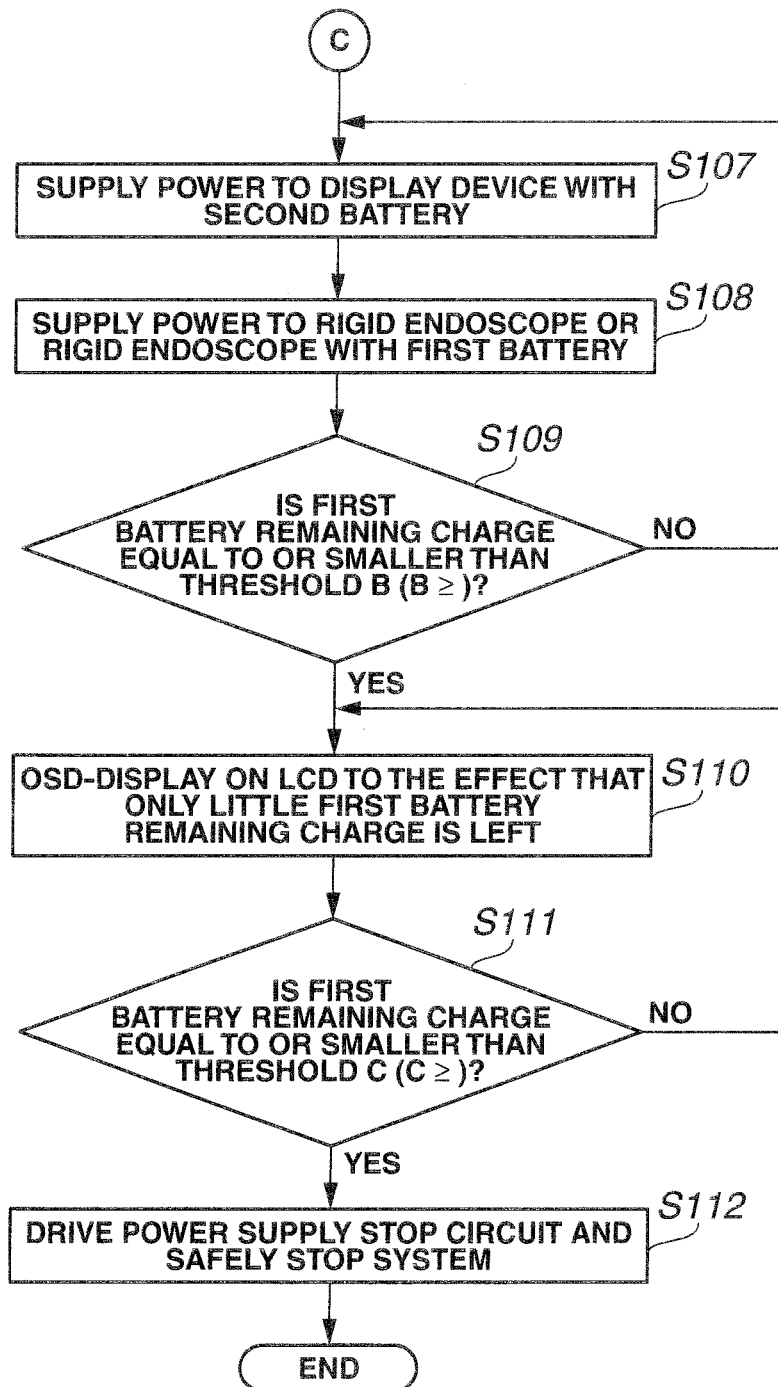 C
S107
SUPPLY POWER TO DISPLAY DEVICE WITH
SECOND BATTERY
S108
SUPPLY POWER TO RIGID ENDOSCOPE OR
RIGID ENDOSCOPE WITH FIRST BATTERY
S109
IS FIRST
BATTERY REMAINING CHARGE
EQUAL TO OR SMALLER THAN
THRESHOLD B (B ≥ )?
NO
YES
S110
OSD-DISPLAY ON LCD TO THE EFFECT THAT
ONLY LITTLE FIRST BATTERY
REMAINING CHARGE IS LEFT
S111
IS FIRST
BATTERY REMAINING CHARGE
EQUAL TO OR SMALLER THAN
THRESHOLD C (C ≥ )?
NO
YES
S112
DRIVE POWER SUPPLY STOP CIRCUIT AND
SAFELY STOP SYSTEM
END